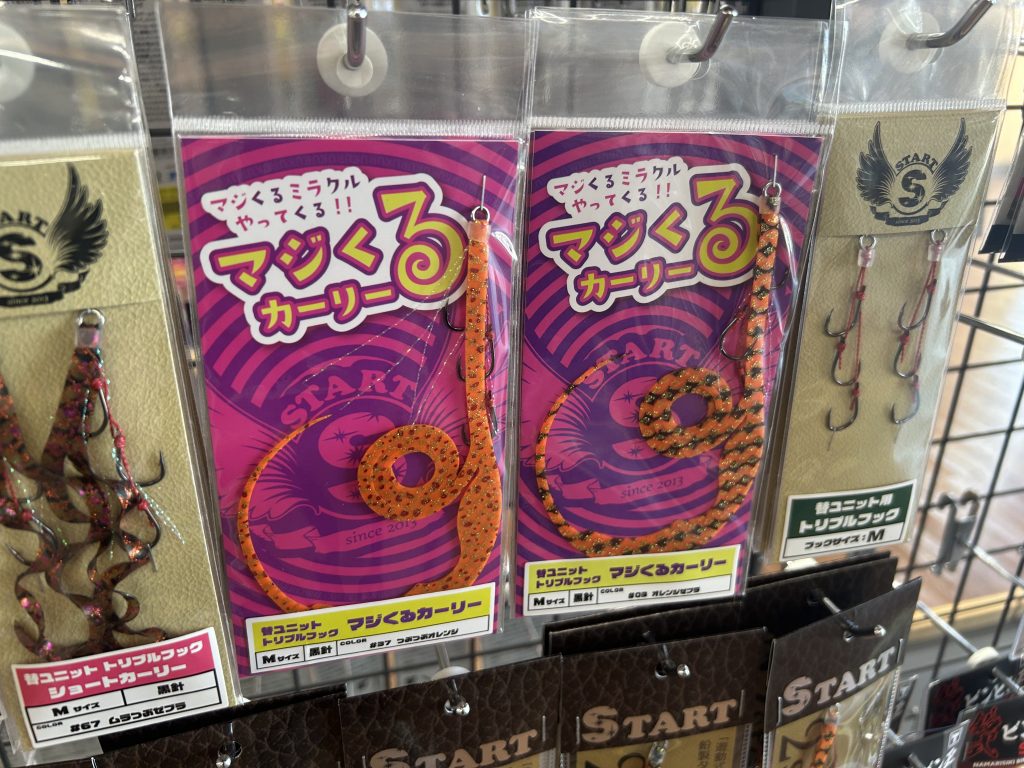 START
S
since 2013
替ユニット トリプルフック
ショートカーリー
Mサイズ 黒針
COLOR #67 ムラつぶゼブラ
マジくるミラクル
やってくる!!
マジくる
カーリー
START
since 2013
替ユニット
トリプルフック マジくるカーリー
Mサイズ 黒針 COLOR #37 つぶつぶオレンジ
マジくるミラクル
やってくる!!
マジくる
カーリー
START
since 2013
替ユニット
トリプルフック マジくるカーリー
Mサイズ 黒針 COLOR #03 オレンジゼブラ
START
S
since 2013
替ユニット用
トリプルフック
フックサイズ:M
START
START
START